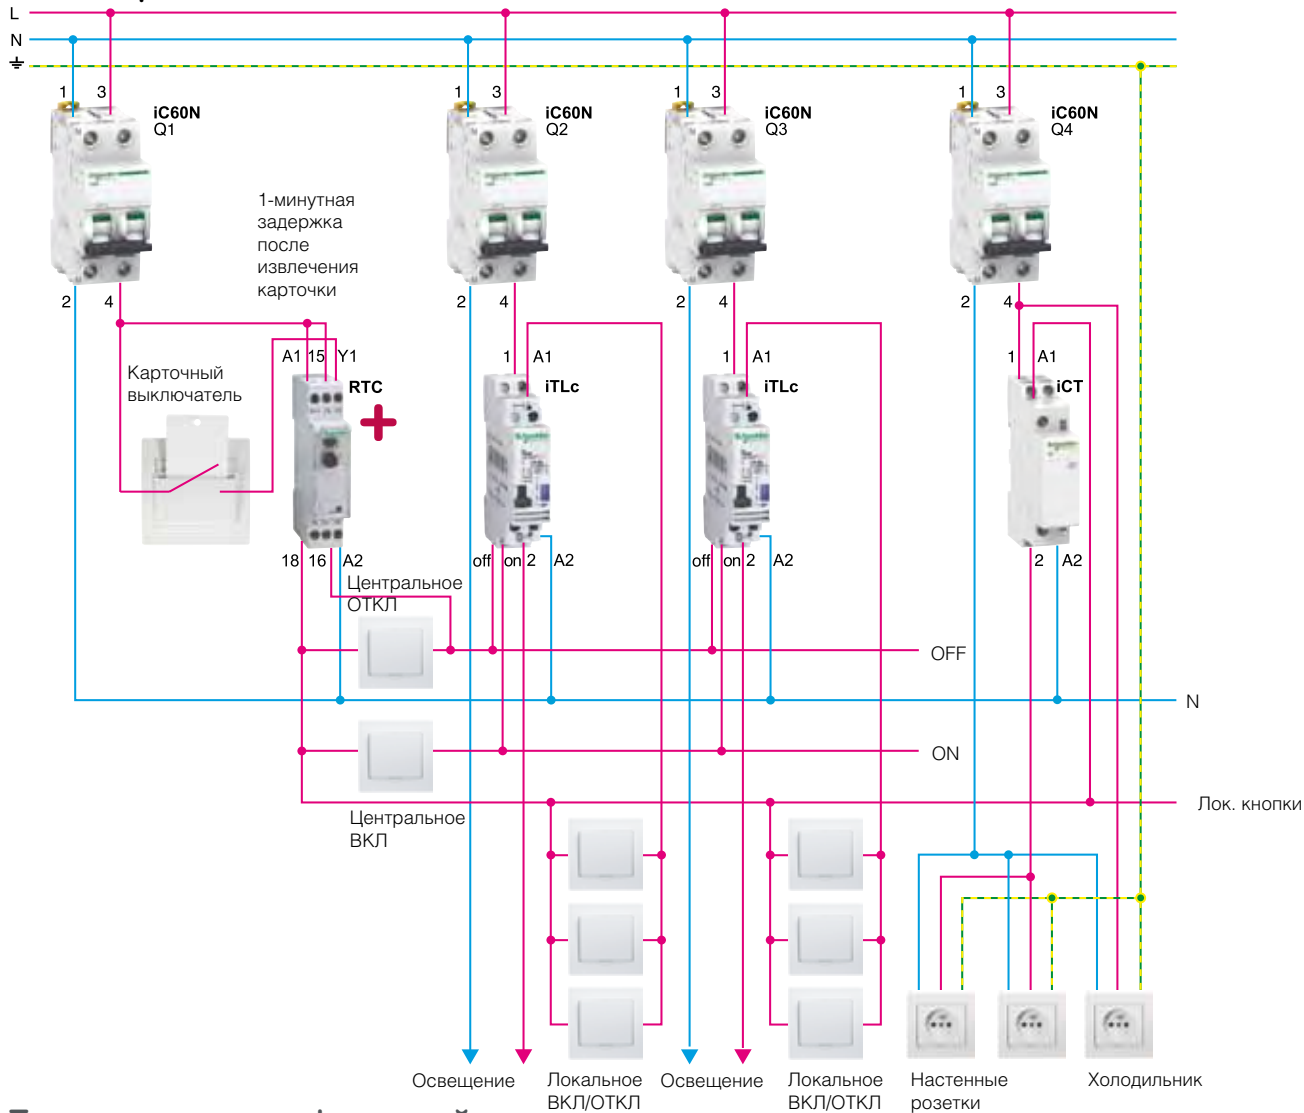 L
N
1 3
iC60N
Q1
1 3
iC60N
Q2
1 3
iC60N
Q3
1 3
iC60N
Q4
1-минутная
задержка
после
извлечения
карточки
2 4
2 4
2 4
2 4
A1 15 Y1
RTC
Карточный
выключатель
1 A1
iTLc
1 A1
iTLc
1 A1
iCT
18 16 A2
off on 2 A2
off on 2 A2
2 A2
Центральное
ОТКЛ
OFF
N
ON
Центральное
ВКЛ
Лок. кнопки
Освещение
Локальное
ВКЛ/ОТКЛ
Освещение
Локальное
ВКЛ/ОТКЛ
Настенные
розетки
Холодильник